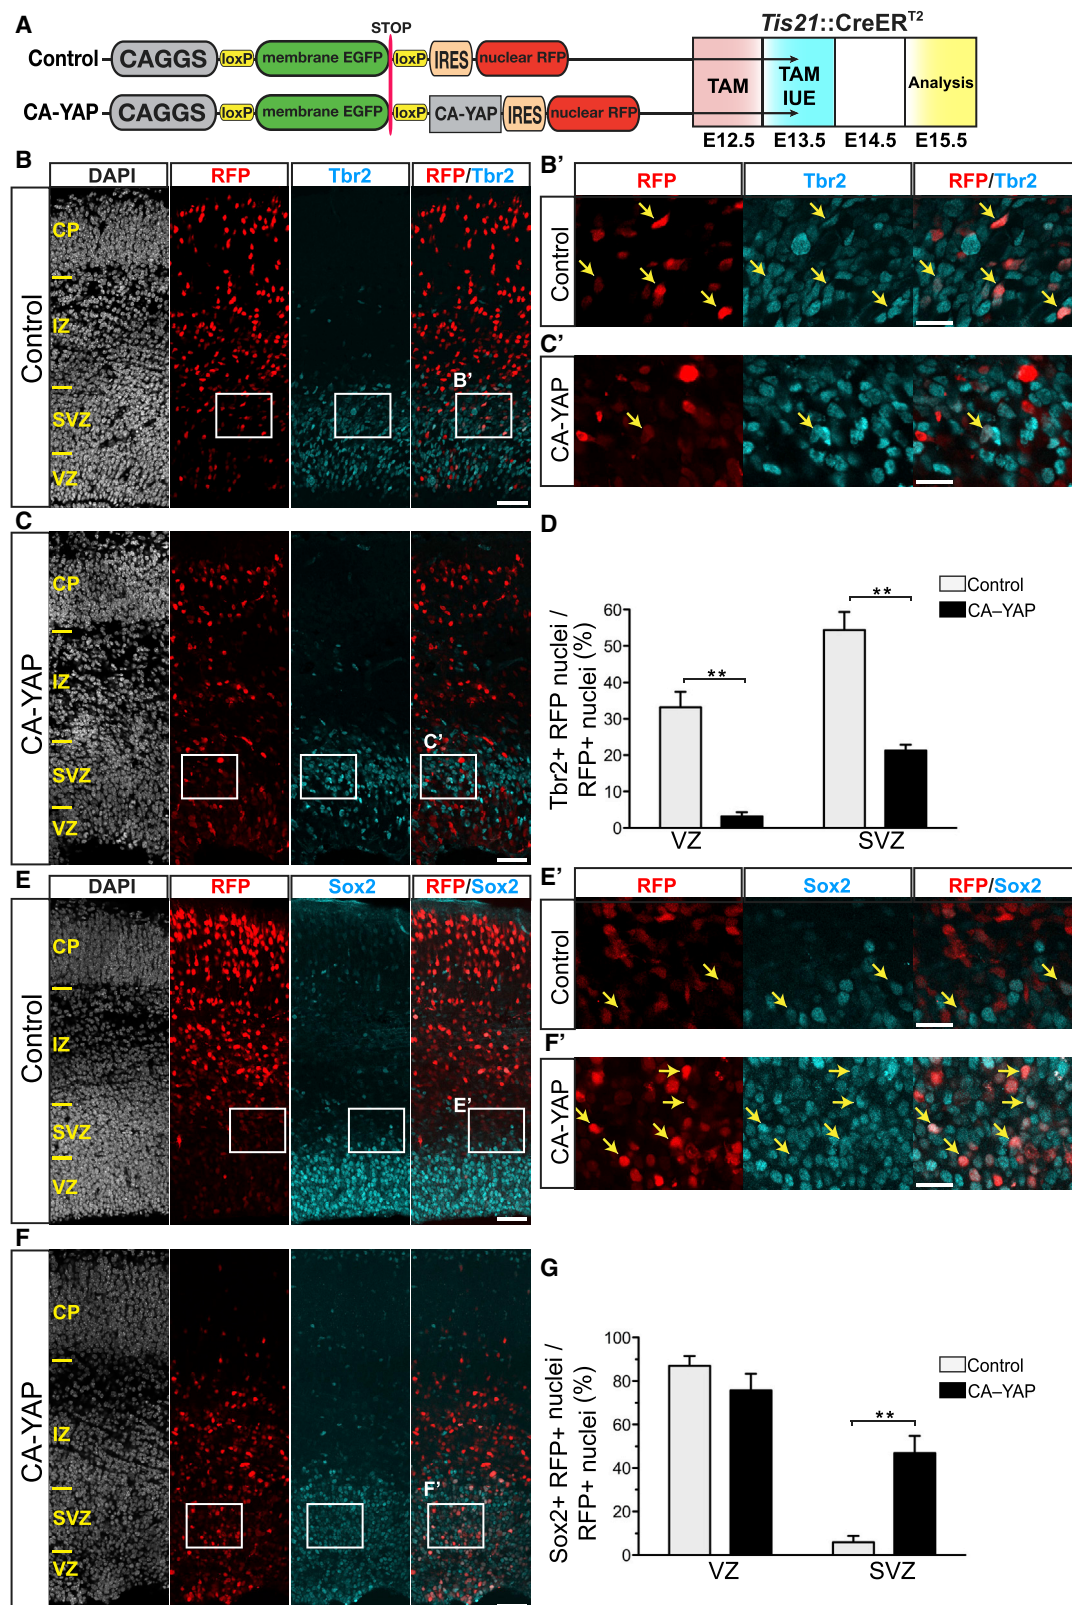 A
Tis21::CreERT2
STOP
Control
CAGGS
loxP
membrane EGFP
loxP
IRES
nuclear RFP
CA-YAP
CAGGS
loxP
membrane EGFP
loxP
CA-YAP
IRES
nuclear RFP
TAM
TAM
IUE
Analysis
E12.5 E13.5 E14.5 E15.5
B
DAPI RFP Tbr2 RFP/Tbr2
Control
CP
IZ
SVZ
VZ
B’
B’
RFP Tbr2 RFP/Tbr2
Control
C’
CA-YAP
C
CA-YAP
CP
IZ
SVZ
VZ
C’
D
Tbr2+ RFP nuclei /
RFP+ nuclei (%)
60
50
40
30
20
10
0
**
**
VZ SVZ
Control
CA–YAP
E
DAPI RFP Sox2 RFP/Sox2
Control
CP
IZ
SVZ
VZ
E’
E’
RFP Sox2 RFP/Sox2
Control
F’
CA-YAP
F
CA-YAP
CP
IZ
SVZ
VZ
F’
G
Sox2+ RFP+ nuclei /
RFP+ nuclei (%)
100
80
60
40
20
0
**
VZ SVZ
Control
CA–YAP